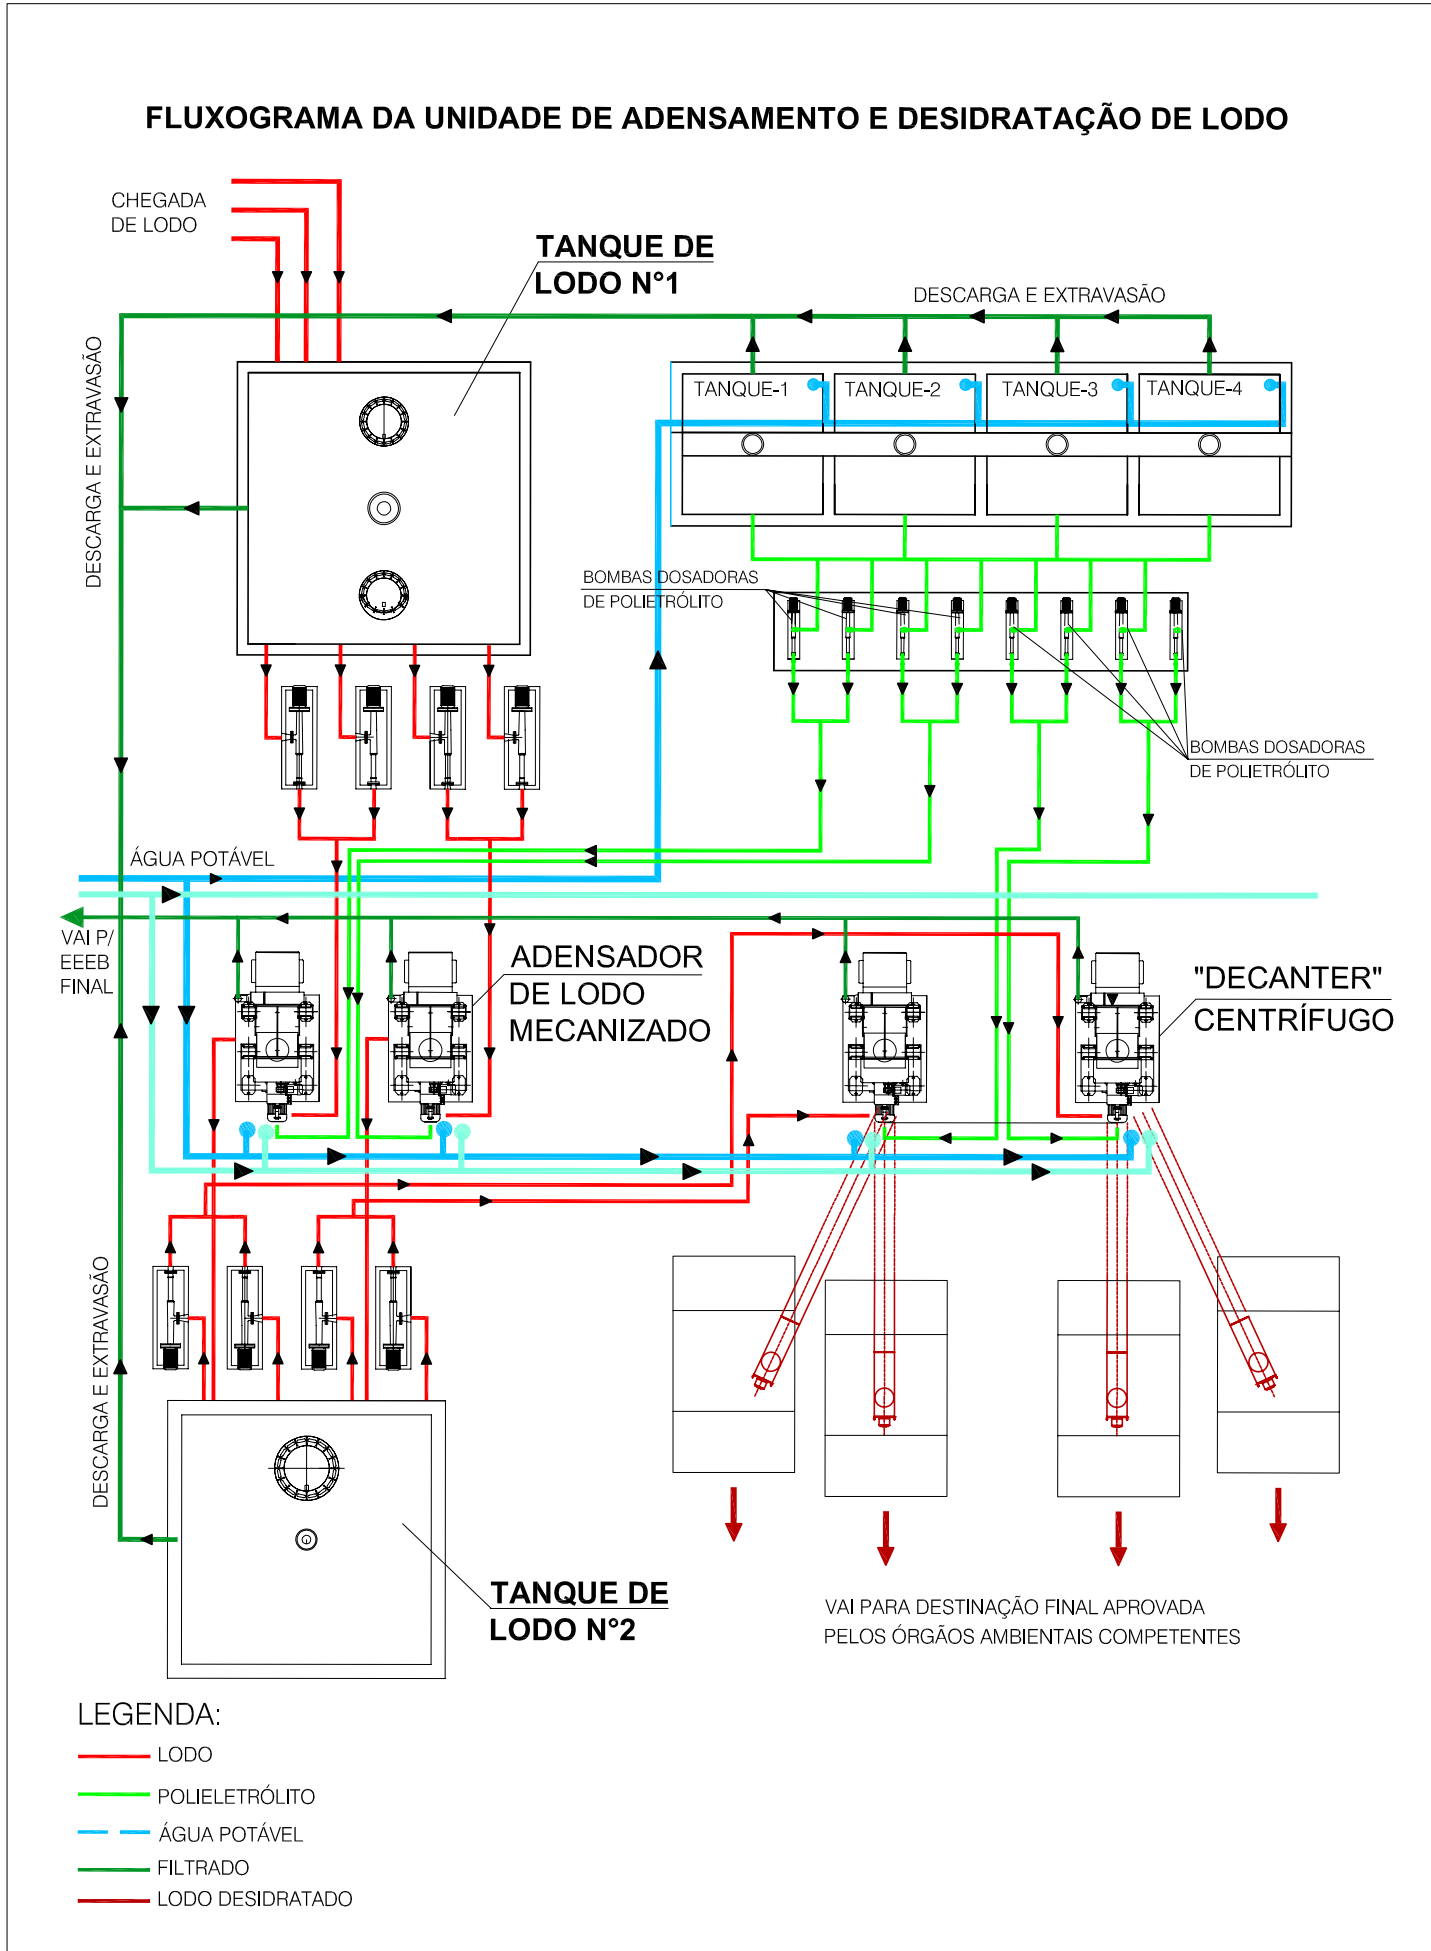 FLUXOGRAMA DA UNIDADE DE ADENSAMENTO E DESIDRATAÇÃO DE LODO
CHEGADA
DE LODO
TANQUE DE
LODO N°1
DESCARGA E EXTRAVASÃO
DESCARGA E EXTRAVASÃO
TANQUE-1
TANQUE-2
TANQUE-3
TANQUE-4
BOMBAS DOSADORAS
DE POLIETRÓLITO
BOMBAS DOSADORAS
DE POLIETRÓLITO
ÁGUA POTÁVEL
VAI P/
EEEB
FINAL
ADENSADOR
DE LODO
MECANIZADO
"DECANTER"
CENTRÍFUGO
DESCARGA E EXTRAVASÃO
TANQUE DE
LODO N°2
VAI PARA DESTINAÇÃO FINAL APROVADA
PELOS ÓRGÃOS AMBIENTAIS COMPETENTES
LEGENDA:
LODO
POLIELETRÓLITO
ÁGUA POTÁVEL
FILTRADO
LODO DESIDRATADO